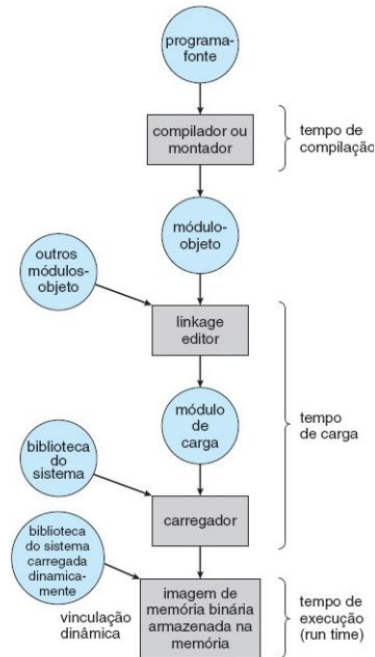 programa-
fonte
compilador ou
montador
tempo de
compilação
módulo-
objeto
outros
módulos-
objeto
linkage
editor
módulo
de
carga
tempo
de carga
biblioteca
do
sistema
carregador
biblioteca
do sistema
carregada
dinamica-
mente
vinculação
dinâmica
imagem de
memória binária
armazenada na
memória
tempo de
execução
(run time)